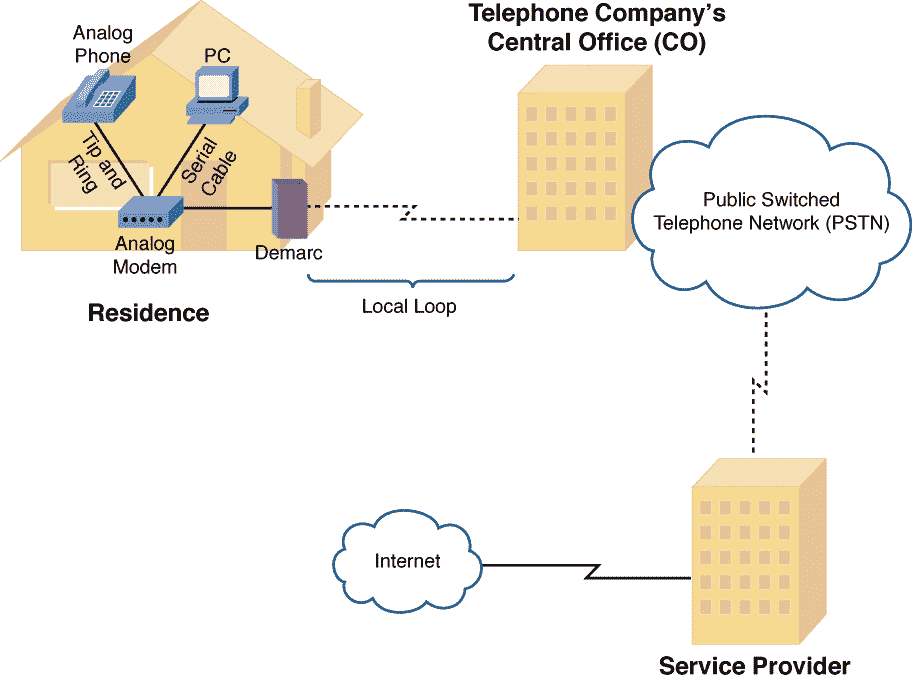 Telephone Company's
Central Office (CO)
Analog
Phone
PC
Tip and
Ring
Serial
Cable
Analog
Modem
Demarc
Residence
Local Loop
Public Switched
Telephone Network (PSTN)
Internet
Service Provider